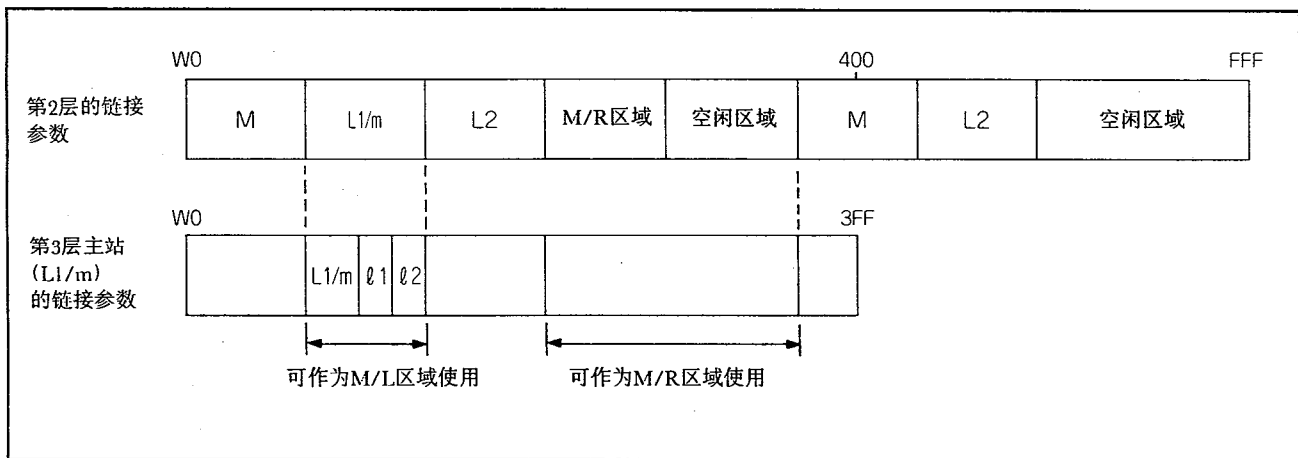 W0 400 FFF
第2层的链接
参数
M L1/m L2 M/R区域 空闲区域 M L2 空闲区域
W0 3FF
第3层主站
(L1/m)
的链接参数
L1/m ℓ1 ℓ2
可作为M/L区域使用 可作为M/R区域使用